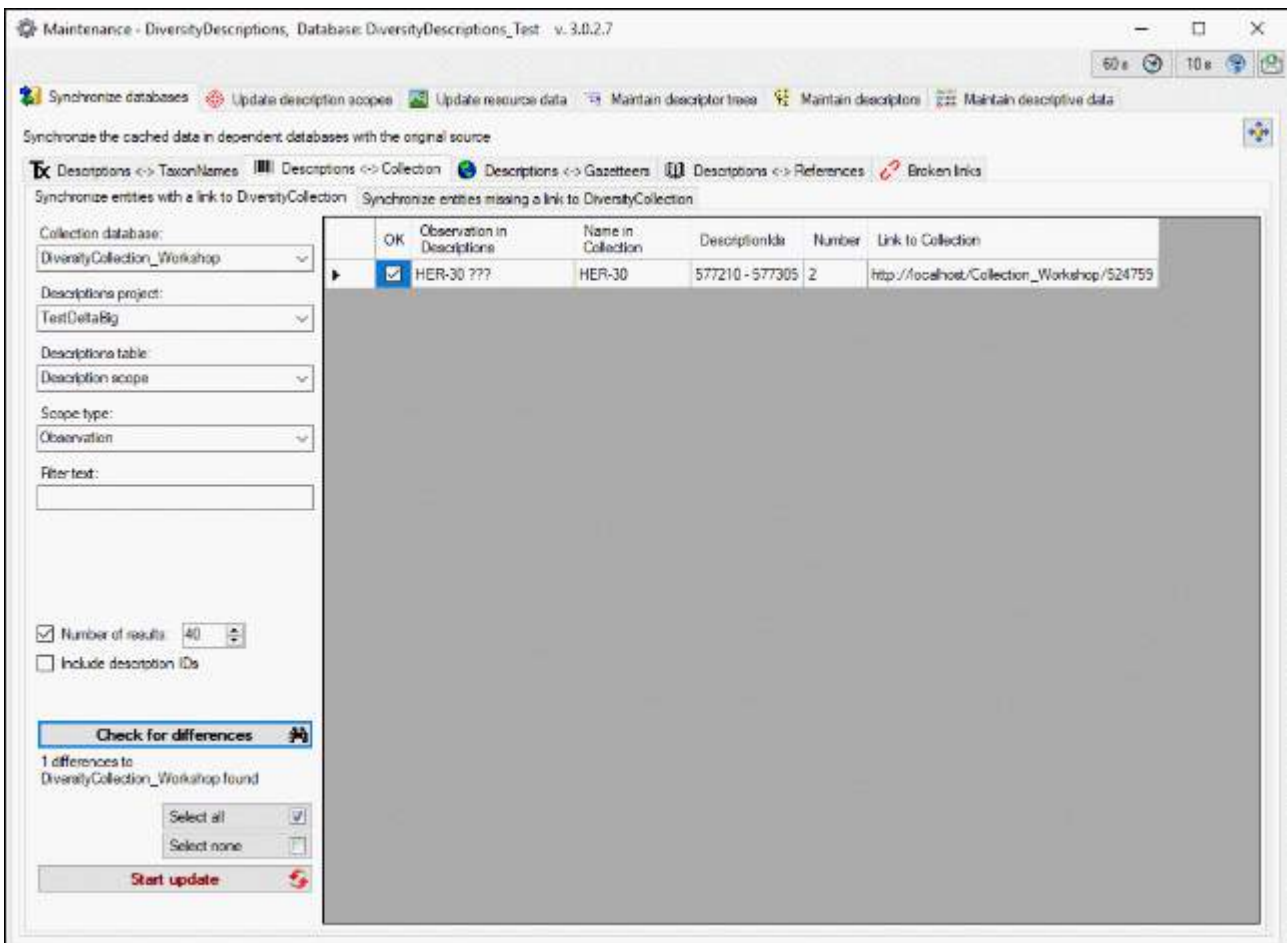 Maintenance - DiversityDescriptions, Database: DiversityDescriptions_Test v. 3.0.2.7
60 s 10 s
Synchronize databases Update description scopes Update resource data Maintain descriptor trees Maintain descriptors Maintain descriptive data
Synchronzie the cached data in dependent databases with the original source
Tx Descriptions <-> TaxonNames Descriptions <-> Collection Descriptions <-> Gazetteers Descriptions <-> References Broken links
Synchronize entities with a link to DiversityCollection Synchronize entities missing a link to DiversityCollection
Collection database:
DiversityCollection_Workshop
Descriptions project:
TestDeltaBig
Descriptions table:
Description scope
Scope type:
Observation
Filter text:
Number of results: 40
Include description IDs
Check for differences
1 differences to
DiversityCollection_Workshop found
Select all
Select none
Start update
OK Observation in Descriptions Name in Collection DescriptionIds Number Link to Collection
HER-30 ??? HER-30 577210 - 577305 2 http://localhost/Collection_Workshop/524759